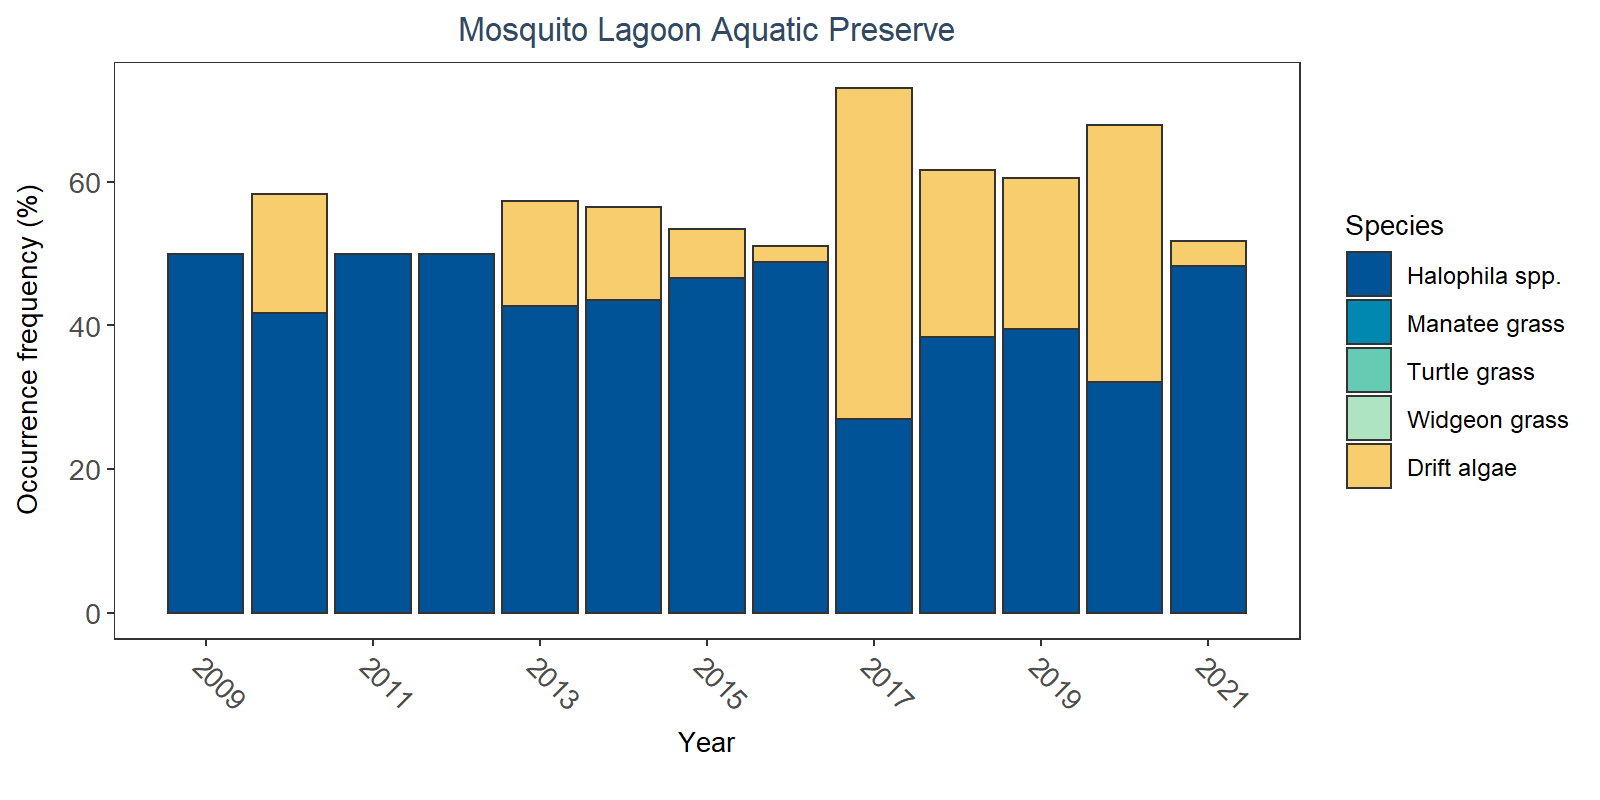 Mosquito Lagoon Aquatic Preserve
Occurrence frequency (%)
60
40
20
0
2009
2011
2013
2015
2017
2019
2021
Year
Species
Halophila spp.
Manatee grass
Turtle grass
Widgeon grass
Drift algae